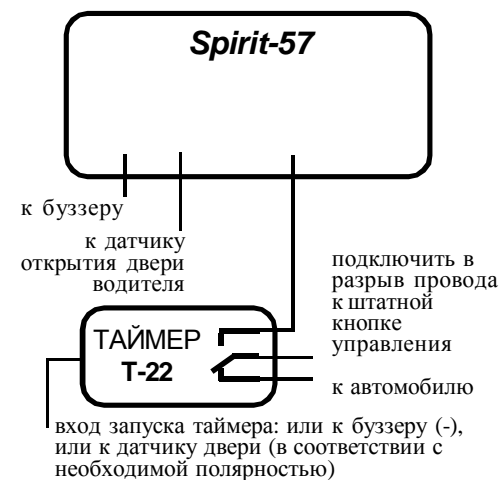 Spirit-57
к буззеру
к датчику
открытия двери
водителя
подключить в
разрыв провода
к штатной
кнопке
управления
ТАЙМЕР
Т-22
к автомобилю
вход запуска таймера: или к буззеру (-),
или к датчику двери (в соответствии с
необходимой полярностью)